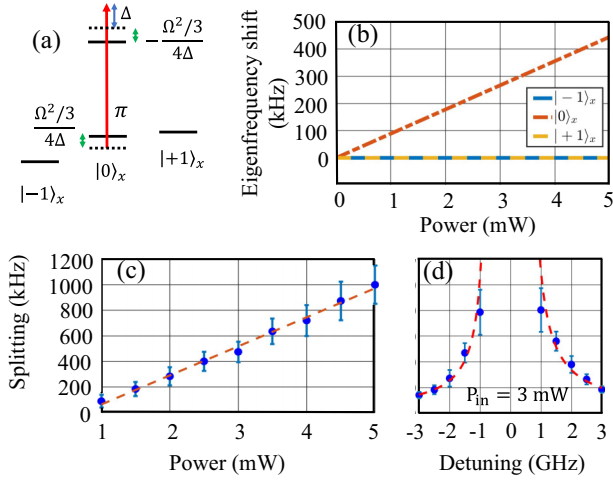 (a)
Δ
−Ω²/3 / 4Δ
π
Ω²/3 / 4Δ
|−1⟩ₓ
|0⟩ₓ
|+1⟩ₓ
(b)
Eigenfrequency shift
(kHz)
500
400
300
200
100
0
|−1⟩ₓ
|0⟩ₓ
|+1⟩ₓ
0 1 2 3 4 5
Power (mW)
(c)
Splitting (kHz)
1200
1000
800
600
400
200
0
1 2 3 4 5
Power (mW)
(d)
P_in = 3 mW
-3 -2 -1 0 1 2 3
Detuning (GHz)